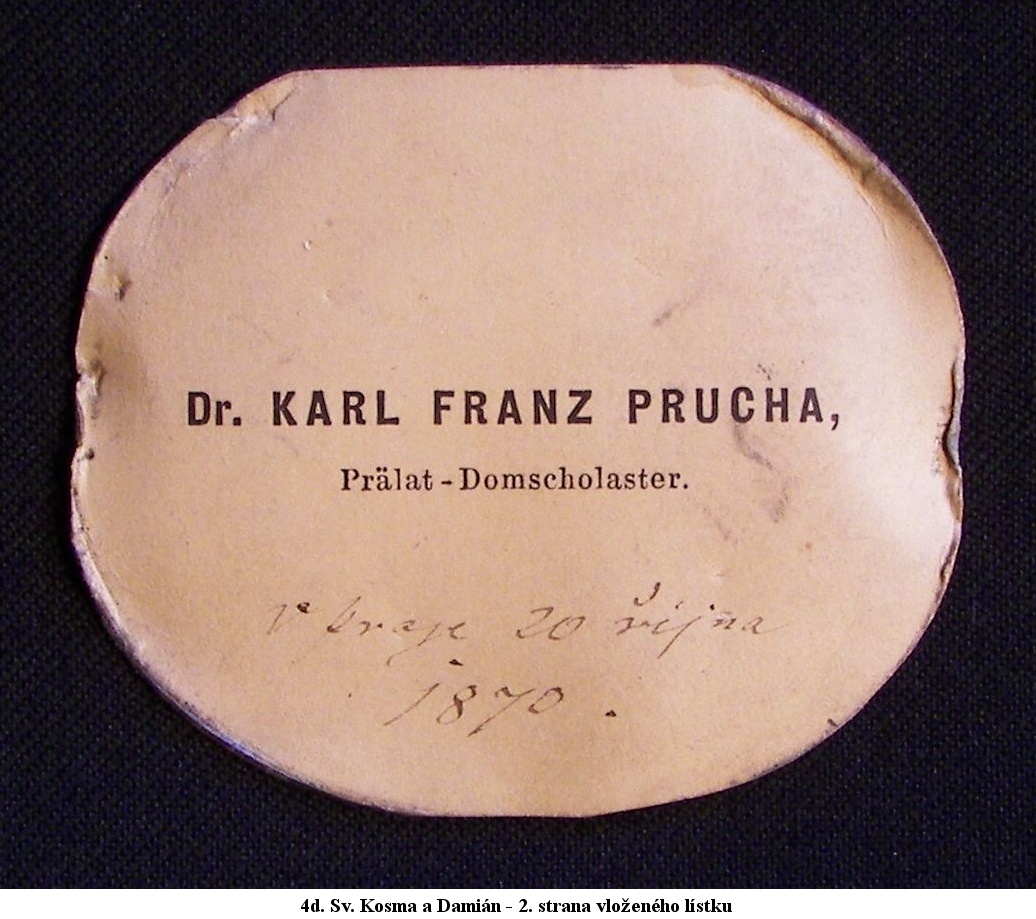 Dr. KARL FRANZ PRUCHA,
Prälat-Domscholaster.
V Praze 20 října
1870.
4d. Sv. Kosma a Damián - 2. strana vloženého lístku